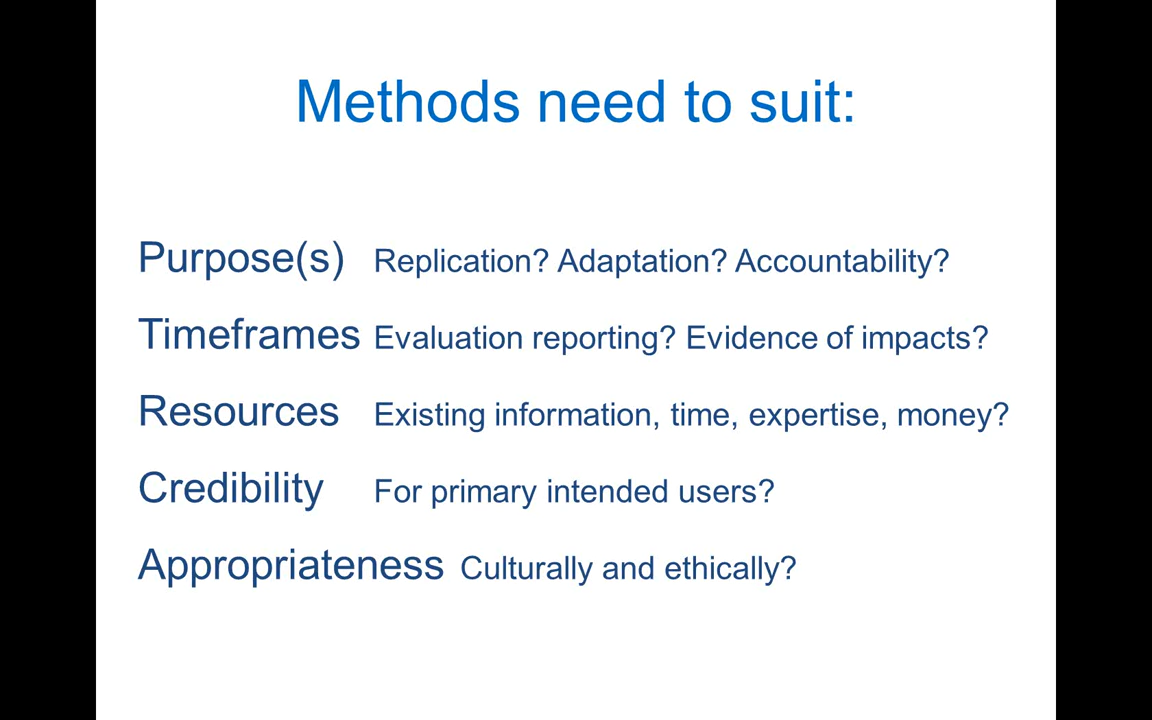 Methods need to suit:
Purpose(s) Replication? Adaptation? Accountability?
Timeframes Evaluation reporting? Evidence of impacts?
Resources Existing information, time, expertise, money?
Credibility For primary intended users?
Appropriateness Culturally and ethically?